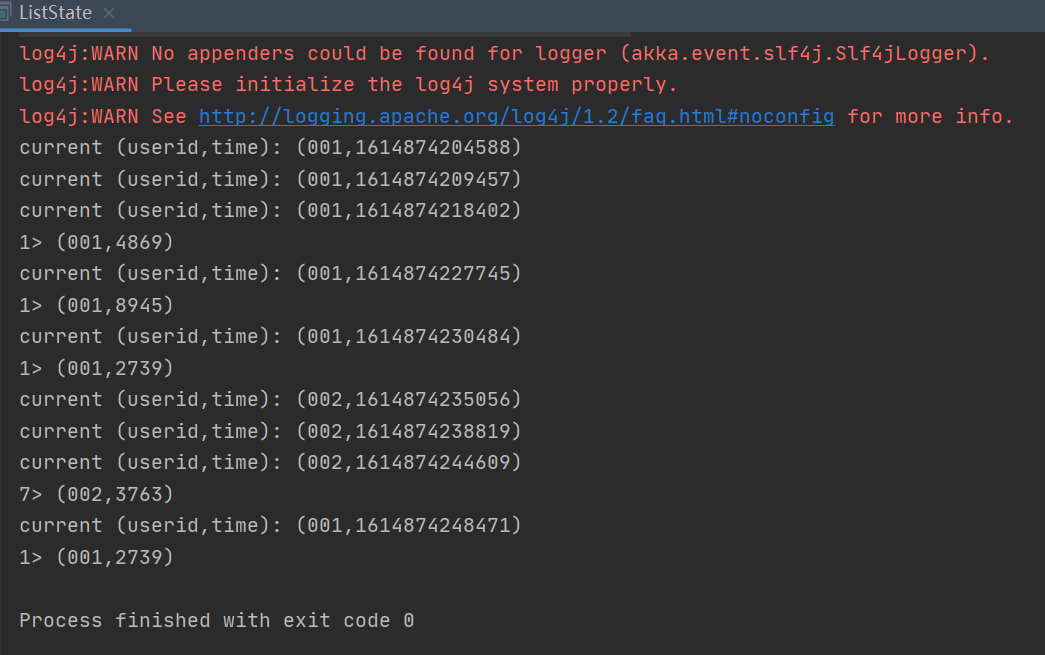 ListState
log4j:WARN No appenders could be found for logger (akka.event.slf4j.Slf4jLogger).
log4j:WARN Please initialize the log4j system properly.
log4j:WARN See http://logging.apache.org/log4j/1.2/faq.html#noconfig for more info.
current (userid,time): (001,1614874204588)
current (userid,time): (001,1614874209457)
current (userid,time): (001,1614874218402)
1> (001,4869)
current (userid,time): (001,1614874227745)
1> (001,8945)
current (userid,time): (001,1614874230484)
1> (001,2739)
current (userid,time): (002,1614874235056)
current (userid,time): (002,1614874238819)
current (userid,time): (002,1614874244609)
7> (002,3763)
current (userid,time): (001,1614874248471)
1> (001,2739)
Process finished with exit code 0